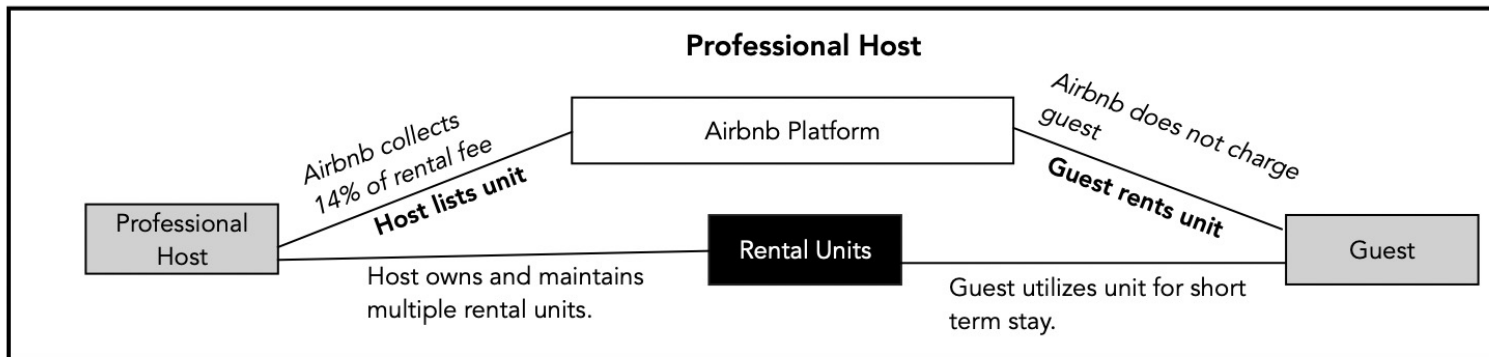 Professional Host
Airbnb collects
14% of rental fee
Host lists unit
Airbnb Platform
Airbnb does not charge
guest
Guest rents unit
Professional
Host
Rental Units
Guest
Host owns and maintains
multiple rental units.
Guest utilizes unit for short
term stay.